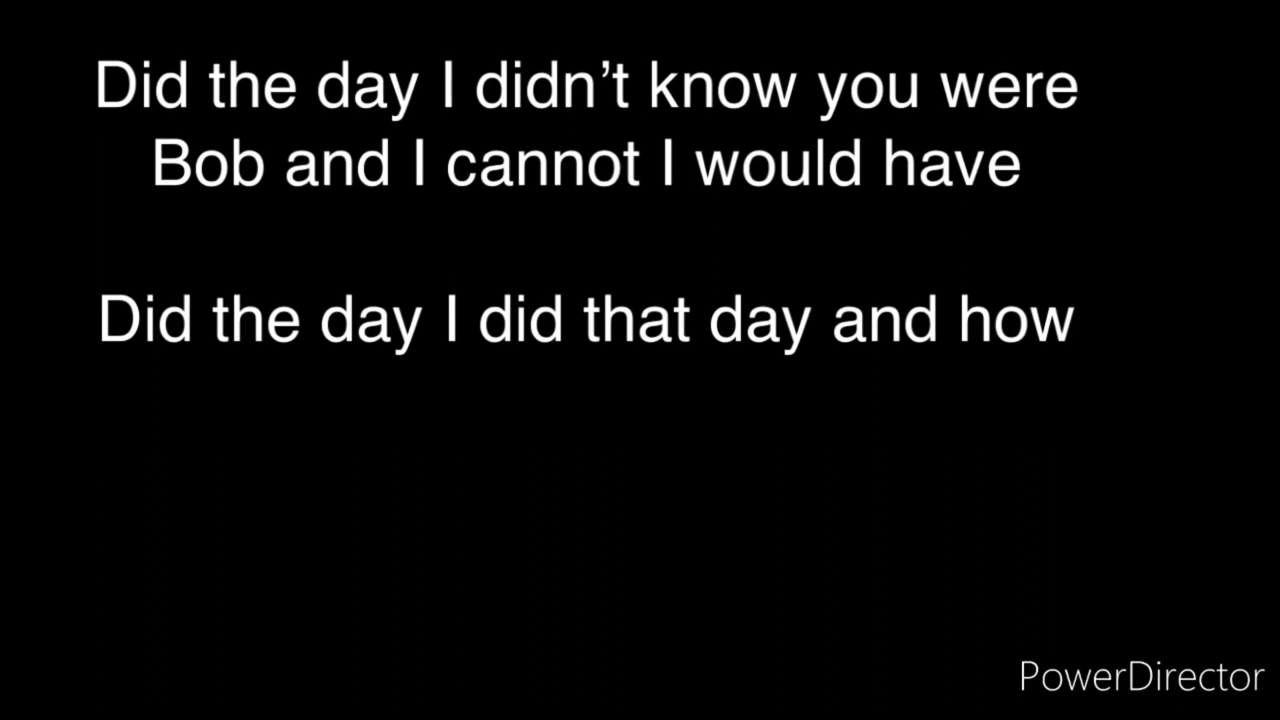 Did the day I didn’t know you were
Bob and I cannot I would have
Did the day I did that day and how
PowerDirector